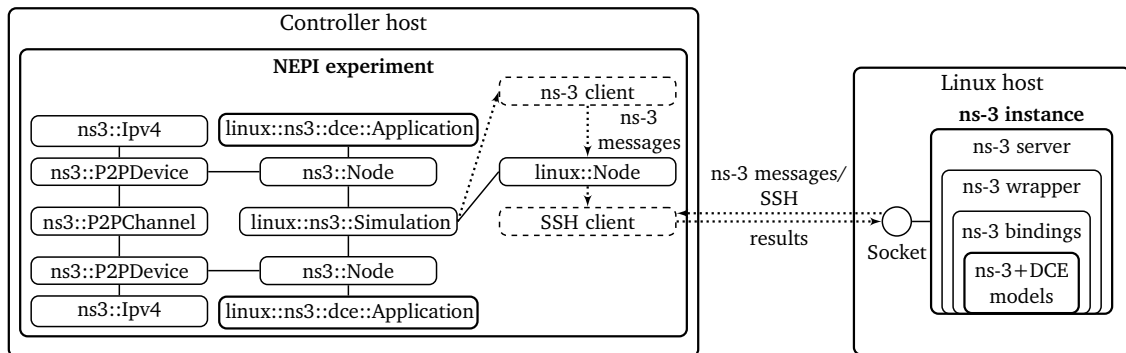 Controller host
NEPI experiment
ns3::Ipv4
linux::ns3::dce::Application
ns3::P2PDevice
ns3::Node
ns3::P2PChannel
linux::ns3::Simulation
ns3::P2PDevice
ns3::Node
ns3::Ipv4
linux::ns3::dce::Application
ns-3 client
ns-3
messages
linux::Node
SSH client
ns-3 messages/
SSH
results
Linux host
ns-3 instance
ns-3 server
ns-3 wrapper
ns-3 bindings
ns-3+DCE
models
Socket